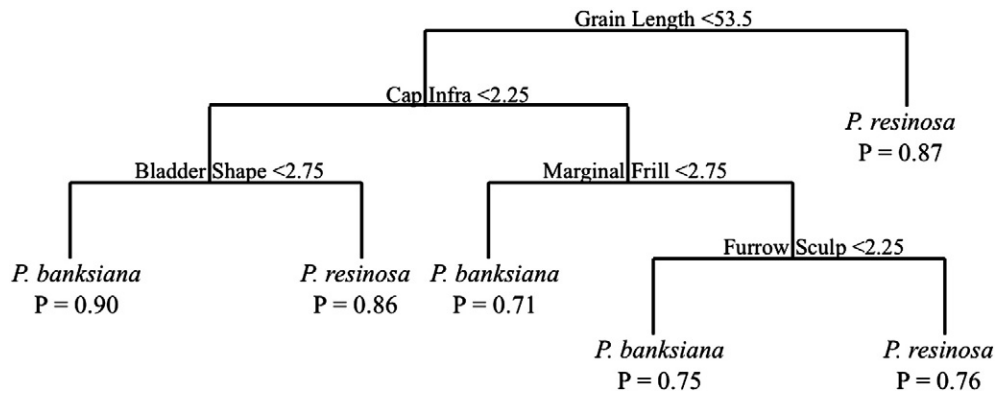 Grain Length <53.5
Cap Infra <2.25
P. resinosa
P = 0.87
Bladder Shape <2.75
Marginal Frill <2.75
Furrow Sculp <2.25
P. banksiana
P = 0.90
P. resinosa
P = 0.86
P. banksiana
P = 0.71
P. banksiana
P = 0.75
P. resinosa
P = 0.76